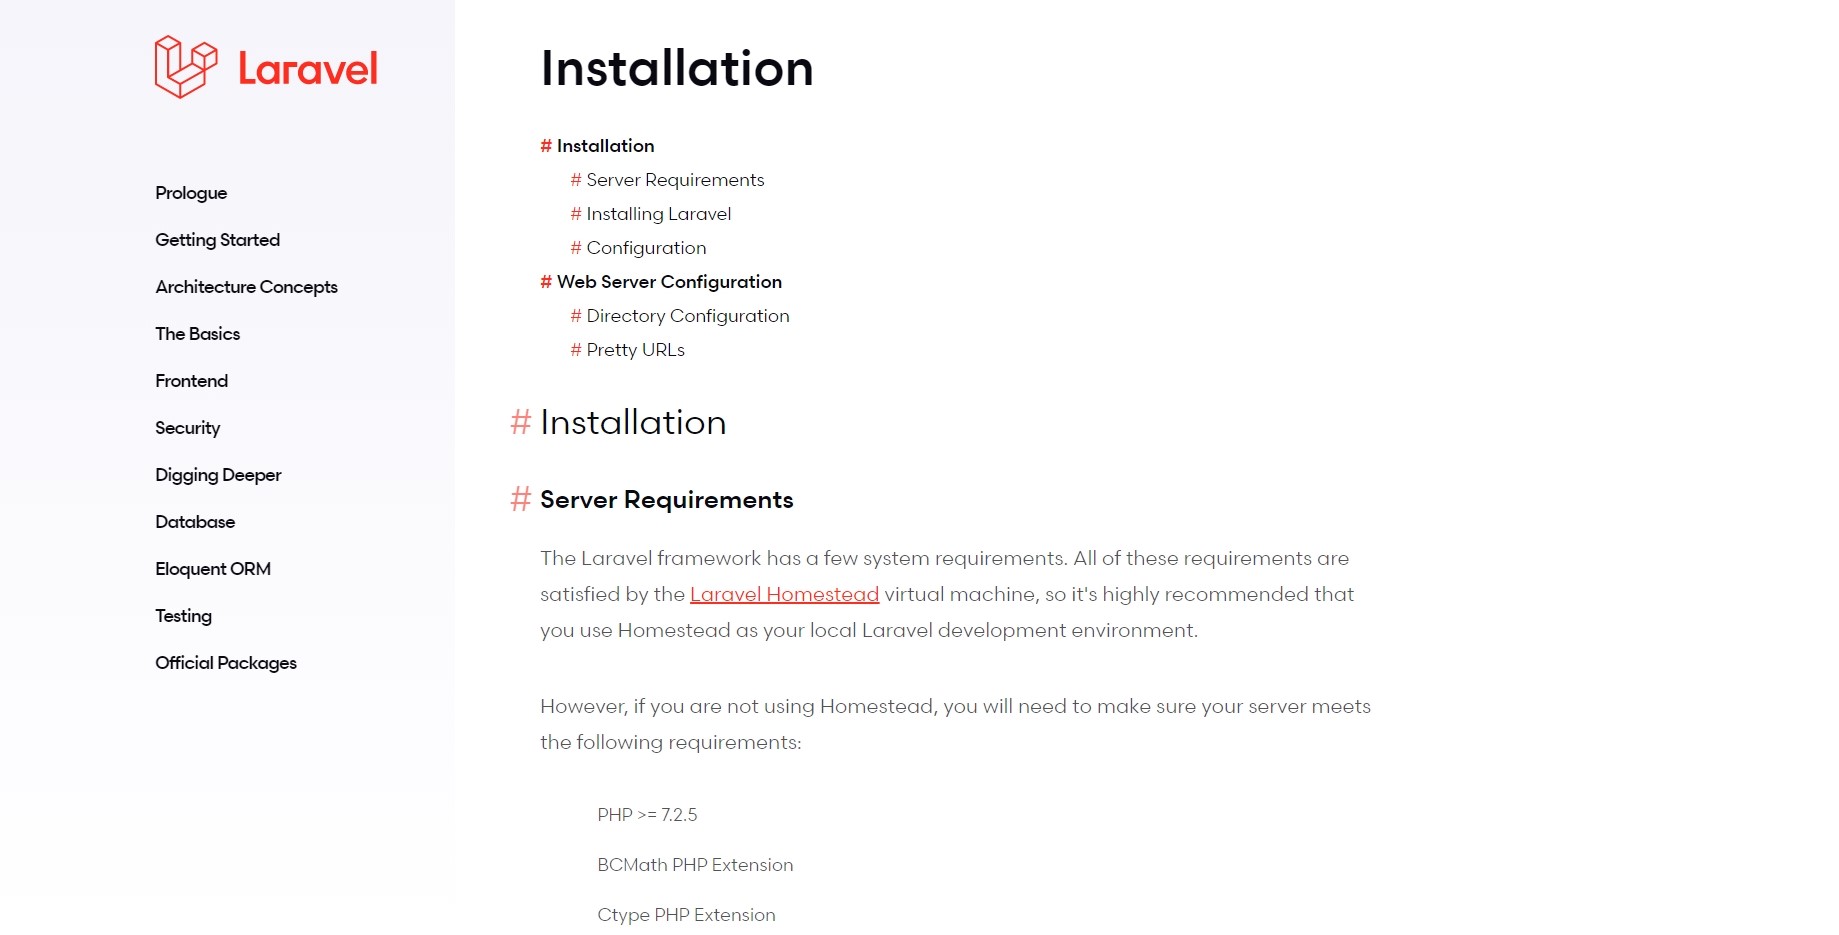 Laravel
Prologue
Getting Started
Architecture Concepts
The Basics
Frontend
Security
Digging Deeper
Database
Eloquent ORM
Testing
Official Packages
Installation
# Installation
# Server Requirements
# Installing Laravel
# Configuration
# Web Server Configuration
# Directory Configuration
# Pretty URLs
# Installation
# Server Requirements
The Laravel framework has a few system requirements. All of these requirements are
satisfied by the Laravel Homestead virtual machine, so it's highly recommended that
you use Homestead as your local Laravel development environment.
However, if you are not using Homestead, you will need to make sure your server meets
the following requirements:
PHP >= 7.2.5
BCMath PHP Extension
Ctype PHP Extension